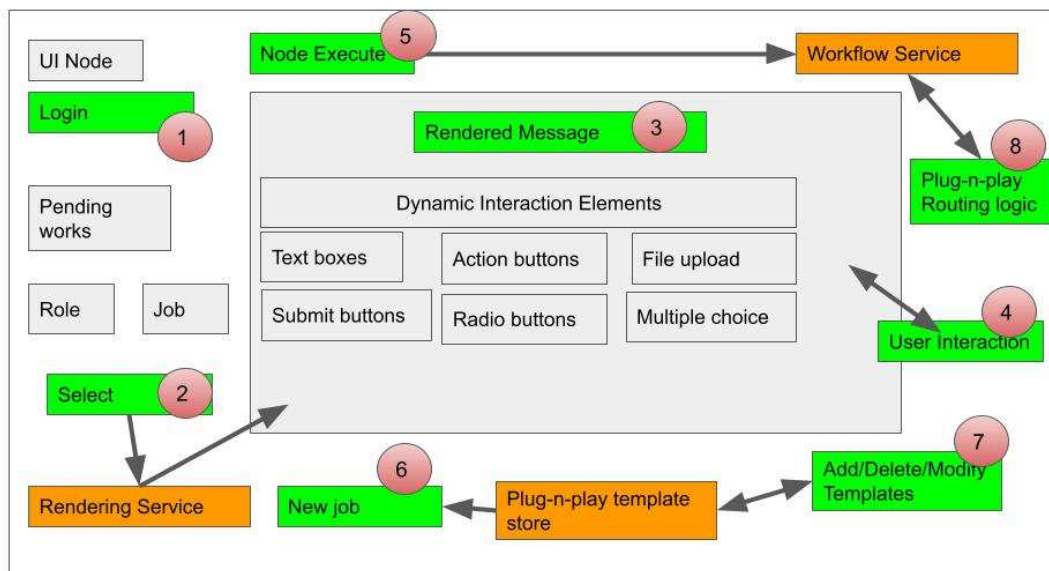 UI Node
Node Execute
5
Workflow Service
Login
1
Rendered Message
3
8
Plug-n-play
Routing logic
Pending
works
Dynamic Interaction Elements
Text boxes
Action buttons
File upload
Role
Job
Submit buttons
Radio buttons
Multiple choice
4
User Interaction
Select
2
6
7
Add/Delete/Modify
Templates
Rendering Service
New job
Plug-n-play template
store